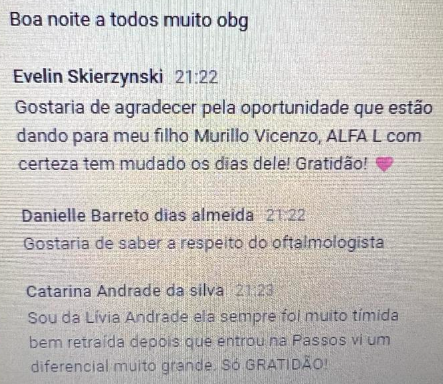 Boa noite a todos muito obg
Evelin Skierzynski 21:22
Gostaria de agradecer pela oportunidade que estão
dando para meu filho Murillo Vicenzo, ALFA L com
certeza tem mudado os dias dele! Gratidão! 💗
Danielle Barreto dias almeida 21:22
Gostaria de saber a respeito do oftalmologista
Catarina Andrade da silva 21:23
Sou da Lívia Andrade ela sempre foi muito tímida
bem retraída depois que entrou na Passos vi um
diferencial muito grande. Só GRATIDÃO!